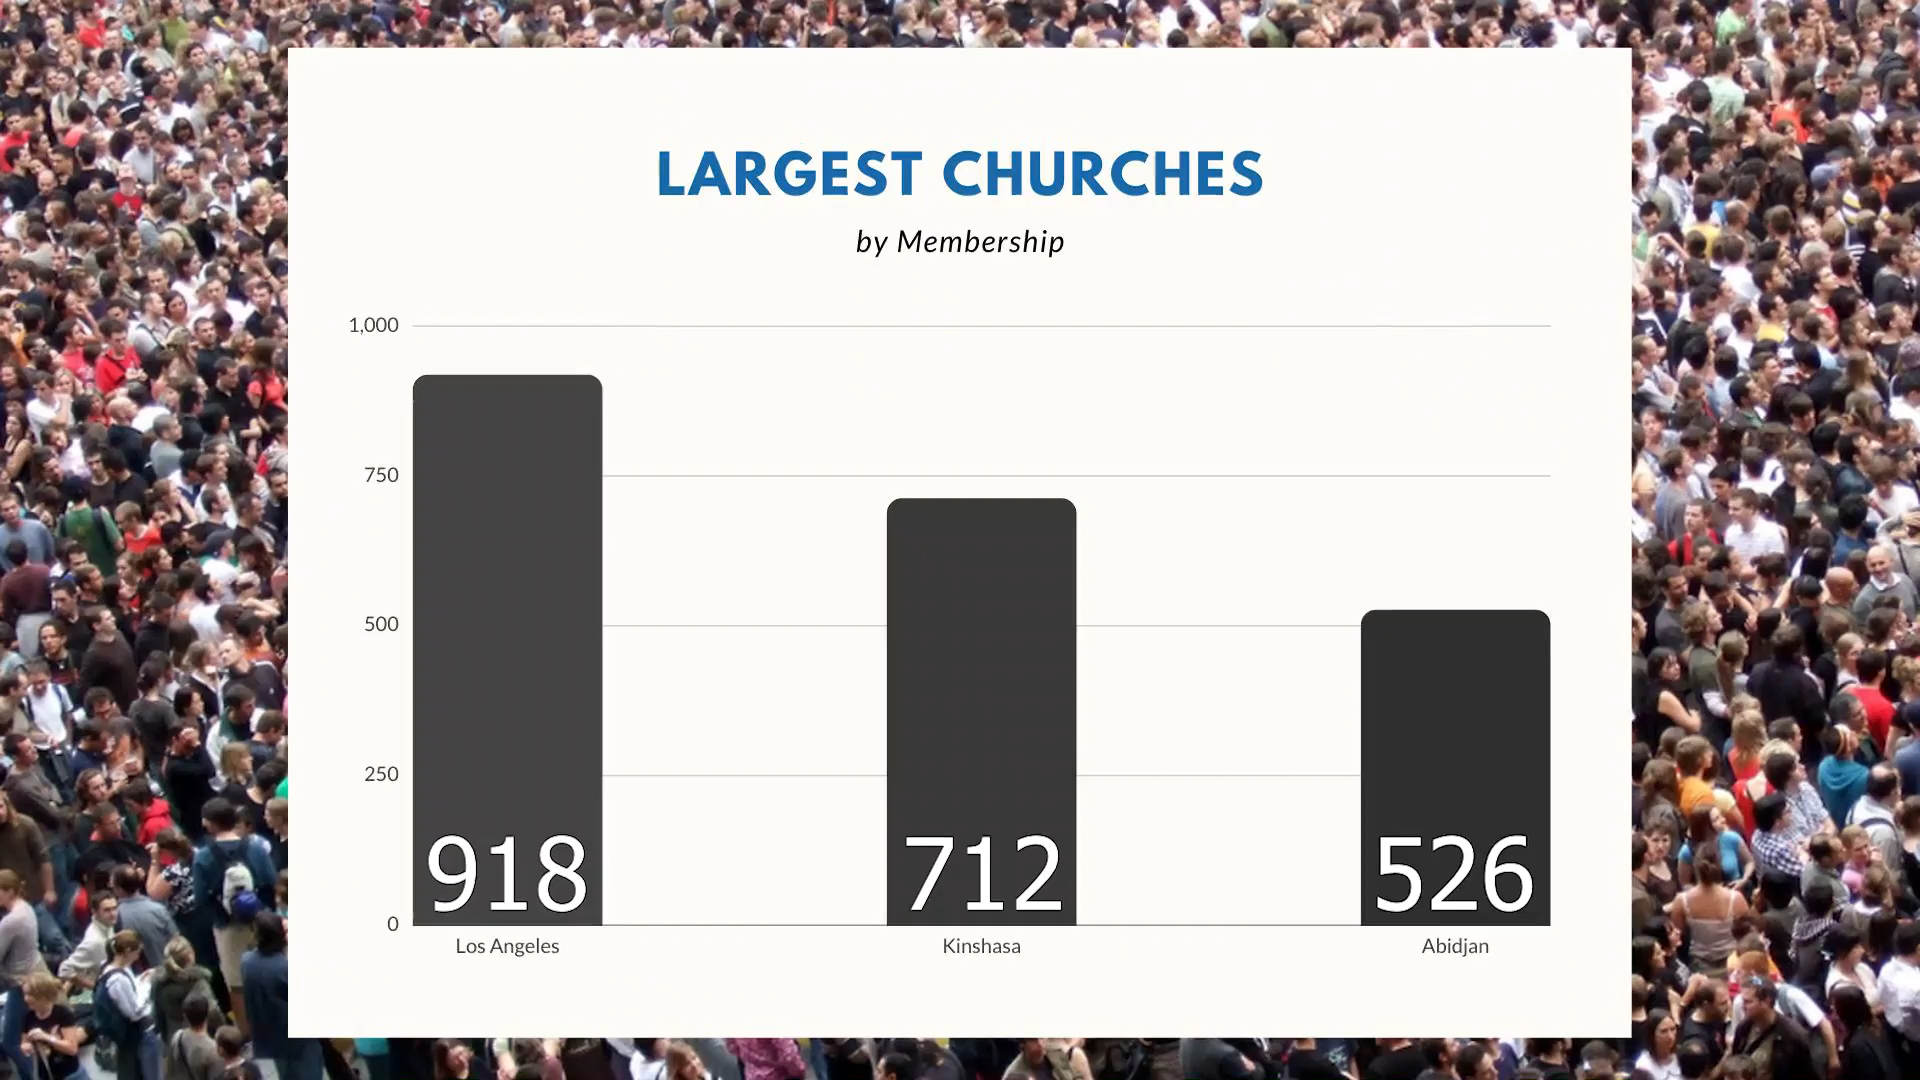 LARGEST CHURCHES
by Membership
1,000
750
500
250
0
918
712
526
Los Angeles
Kinshasa
Abidjan